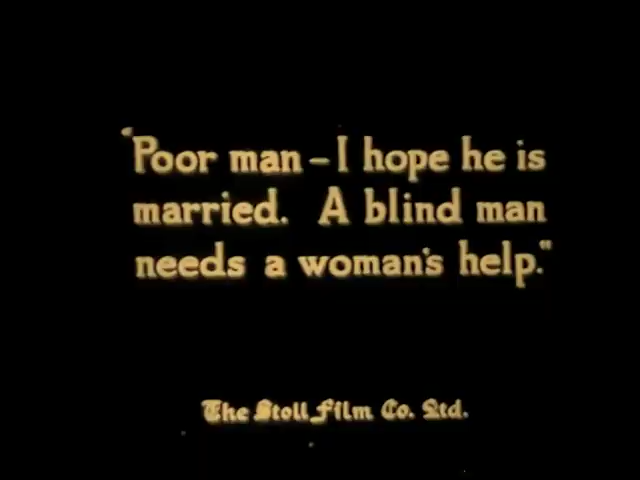 "Poor man – I hope he is
married. A blind man
needs a woman's help."
The Stoll Film Co. Ltd.